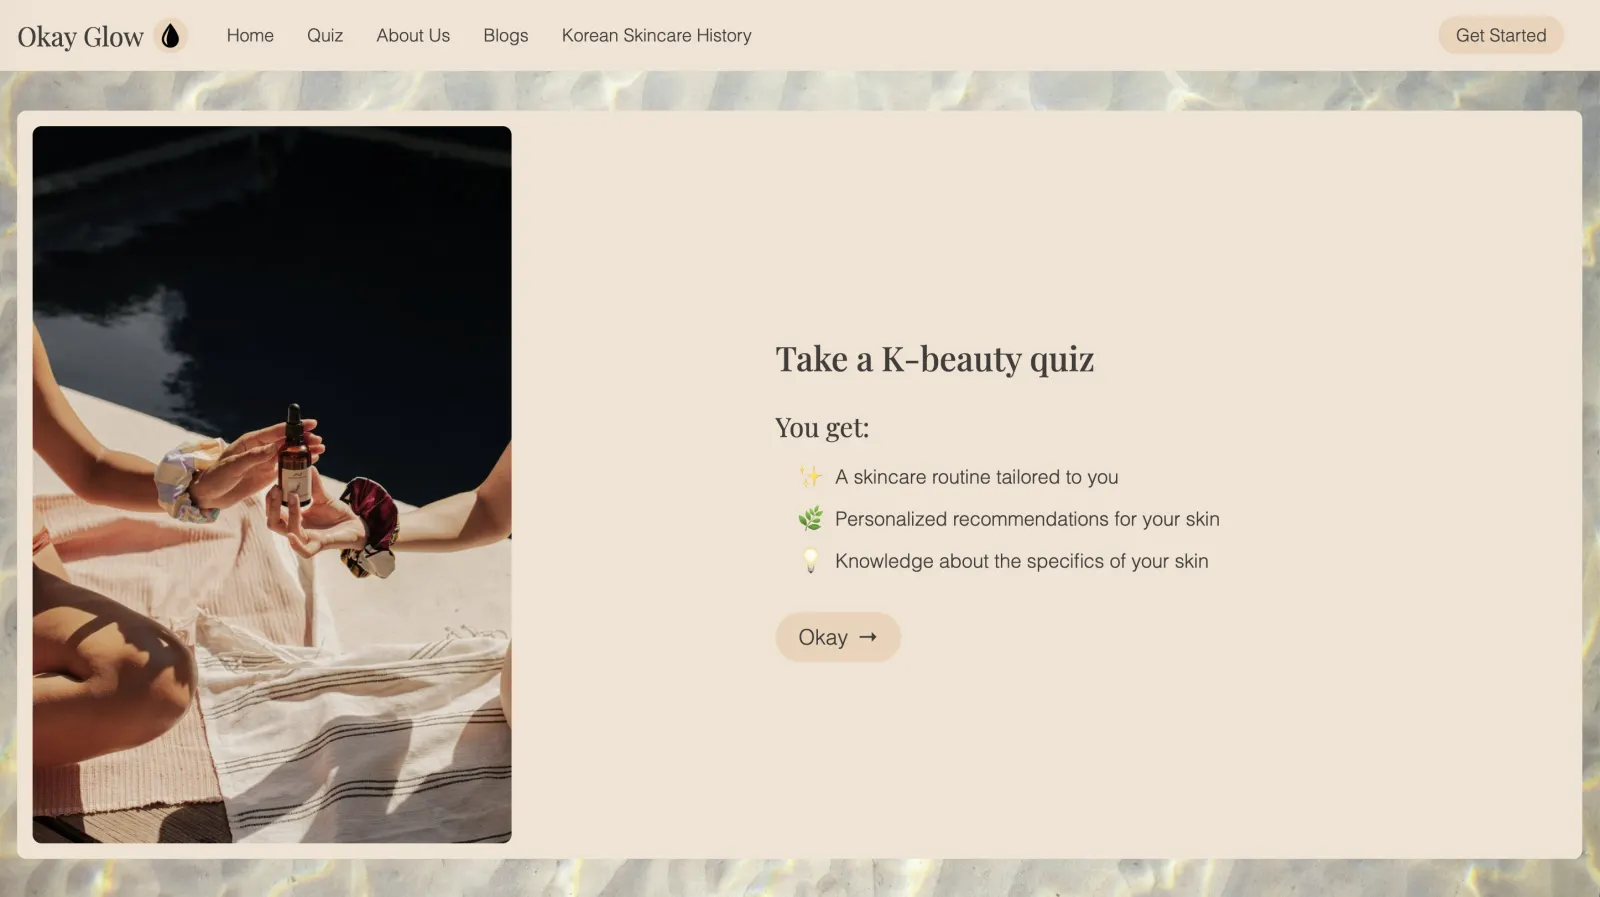 Okay Glow
Home
Quiz
About Us
Blogs
Korean Skincare History
Get Started
Take a K-beauty quiz
You get:
A skincare routine tailored to you
Personalized recommendations for your skin
Knowledge about the specifics of your skin
Okay →